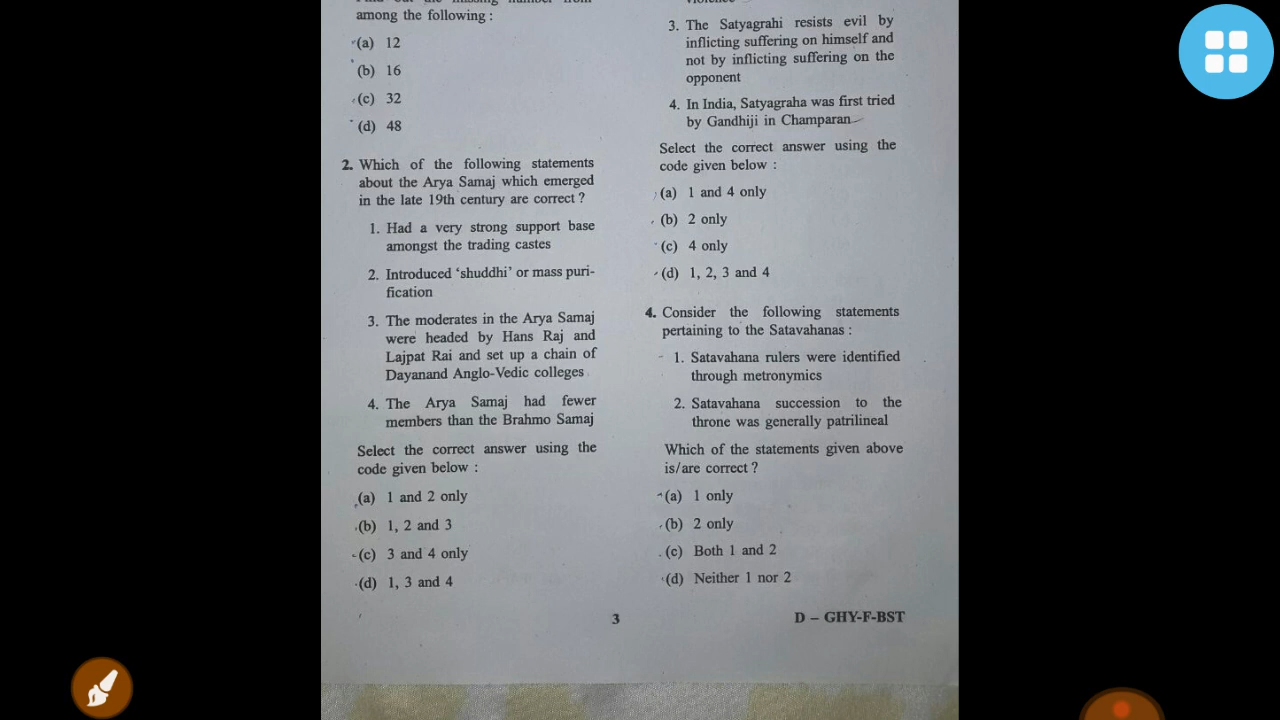 among the following :
(a) 12
(b) 16
(c) 32
(d) 48
2. Which of the following statements
about the Arya Samaj which emerged
in the late 19th century are correct ?
1. Had a very strong support base
amongst the trading castes
2. Introduced ‘shuddhi’ or mass puri-
fication
3. The moderates in the Arya Samaj
were headed by Hans Raj and
Lajpat Rai and set up a chain of
Dayanand Anglo-Vedic colleges
4. The Arya Samaj had fewer
members than the Brahmo Samaj
Select the correct answer using the
code given below :
(a) 1 and 2 only
(b) 1, 2 and 3
(c) 3 and 4 only
(d) 1, 3 and 4
3. The Satyagrahi resists evil by
inflicting suffering on himself and
not by inflicting suffering on the
opponent
4. In India, Satyagraha was first tried
by Gandhiji in Champaran
Select the correct answer using the
code given below :
(a) 1 and 4 only
(b) 2 only
(c) 4 only
(d) 1, 2, 3 and 4
4. Consider the following statements
pertaining to the Satavahanas :
1. Satavahana rulers were identified
through metronymics
2. Satavahana succession to the
throne was generally patrilineal
Which of the statements given above
is/are correct ?
(a) 1 only
(b) 2 only
(c) Both 1 and 2
(d) Neither 1 nor 2
3
D – GHY-F-BST